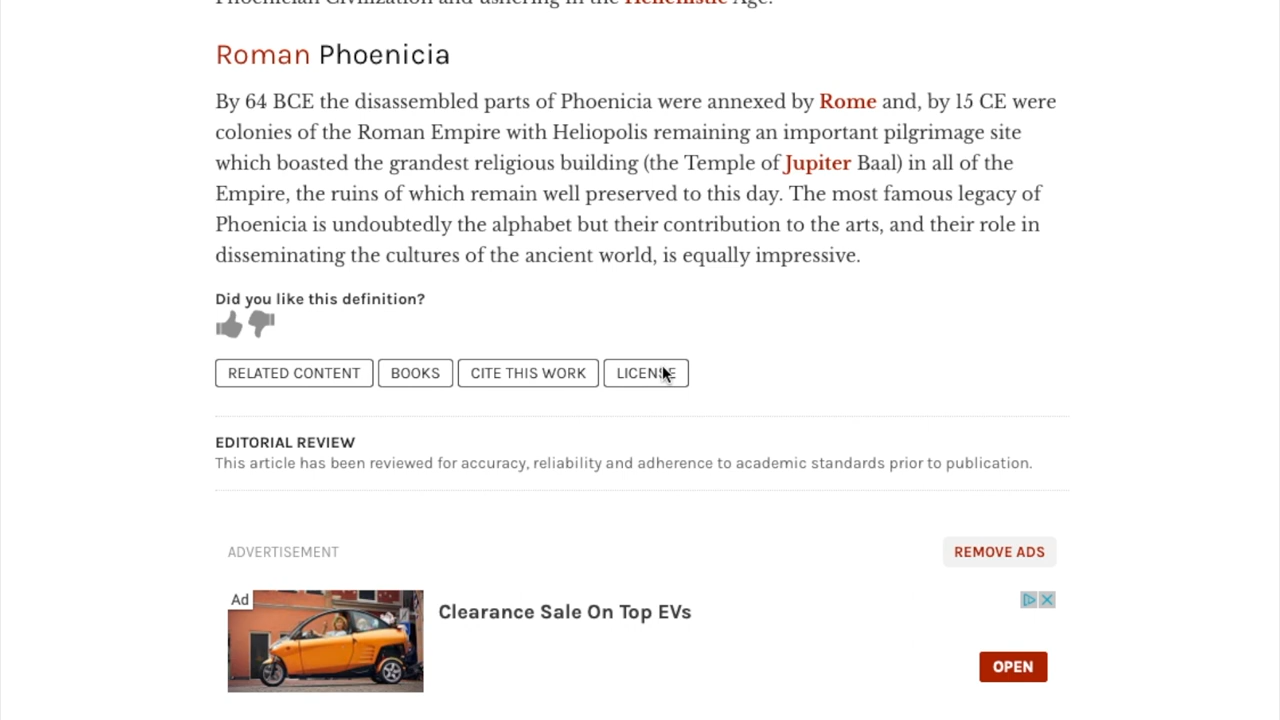 Phoenician Civilization and ushering in the Hellenistic Age.
Roman Phoenicia
By 64 BCE the disassembled parts of Phoenicia were annexed by Rome and, by 15 CE were
colonies of the Roman Empire with Heliopolis remaining an important pilgrimage site
which boasted the grandest religious building (the Temple of Jupiter Baal) in all of the
Empire, the ruins of which remain well preserved to this day. The most famous legacy of
Phoenicia is undoubtedly the alphabet but their contribution to the arts, and their role in
disseminating the cultures of the ancient world, is equally impressive.
Did you like this definition?
RELATED CONTENT BOOKS CITE THIS WORK LICENSE
EDITORIAL REVIEW
This article has been reviewed for accuracy, reliability and adherence to academic standards prior to publication.
ADVERTISEMENT REMOVE ADS
Ad
Clearance Sale On Top EVs
OPEN